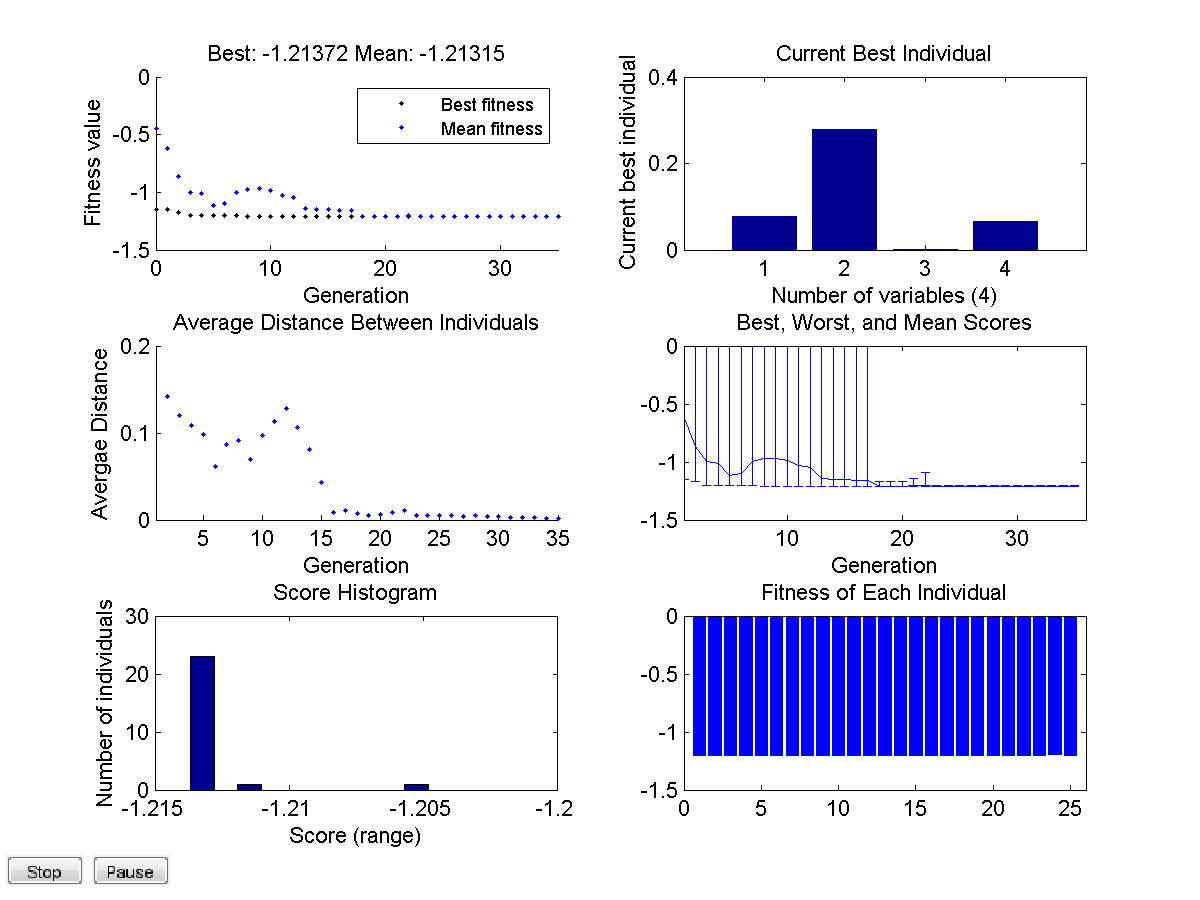 Best: -1.21372 Mean: -1.21315
Fitness value
0
-0.5
-1
-1.5
Best fitness
Mean fitness
0 10 20 30
Generation
Current Best Individual
Current best individual
0.4
0.2
0
1 2 3 4
Number of variables (4)
Average Distance Between Individuals
Avergae Distance
0.2
0.1
0
5 10 15 20 25 30 35
Generation
Best, Worst, and Mean Scores
0
-0.5
-1
-1.5
10 20 30
Generation
Score Histogram
Number of individuals
30
20
10
0
-1.215 -1.21 -1.205 -1.2
Score (range)
Fitness of Each Individual
0
-0.5
-1
-1.5
0 5 10 15 20 25
Stop Pause